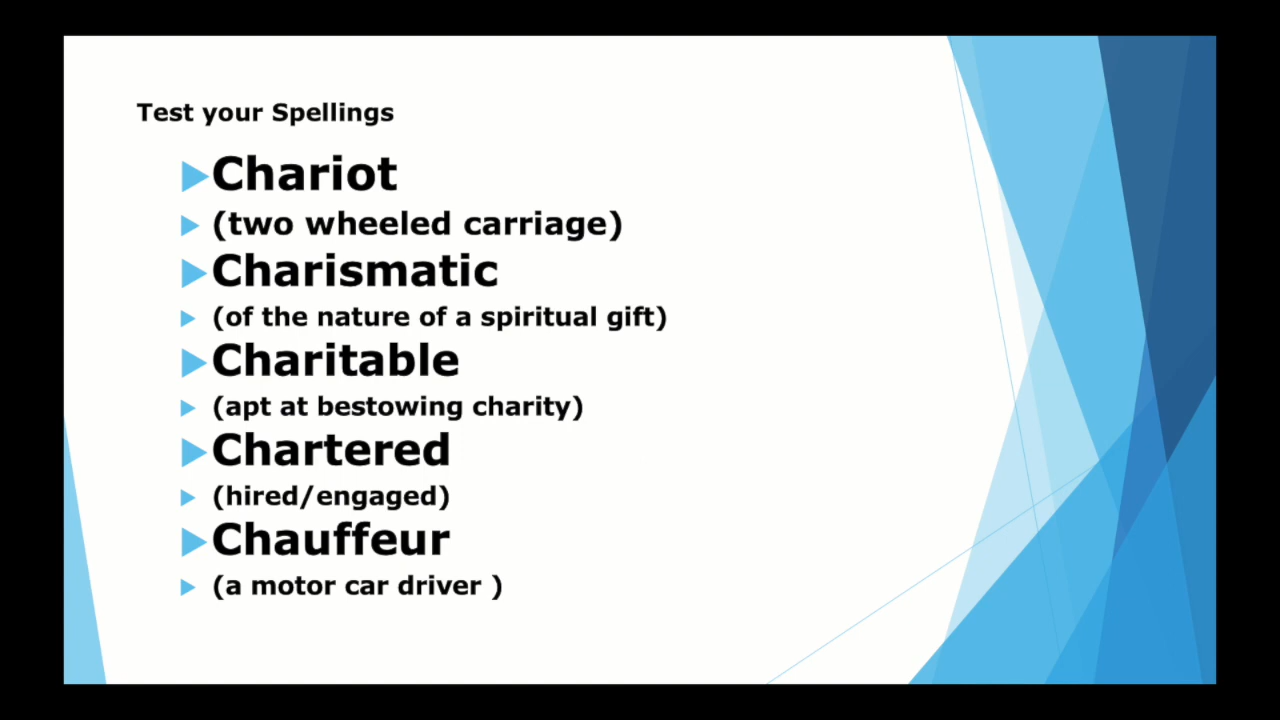 Test your Spellings
Chariot
(two wheeled carriage)
Charismatic
(of the nature of a spiritual gift)
Charitable
(apt at bestowing charity)
Chartered
(hired/engaged)
Chauffeur
(a motor car driver )